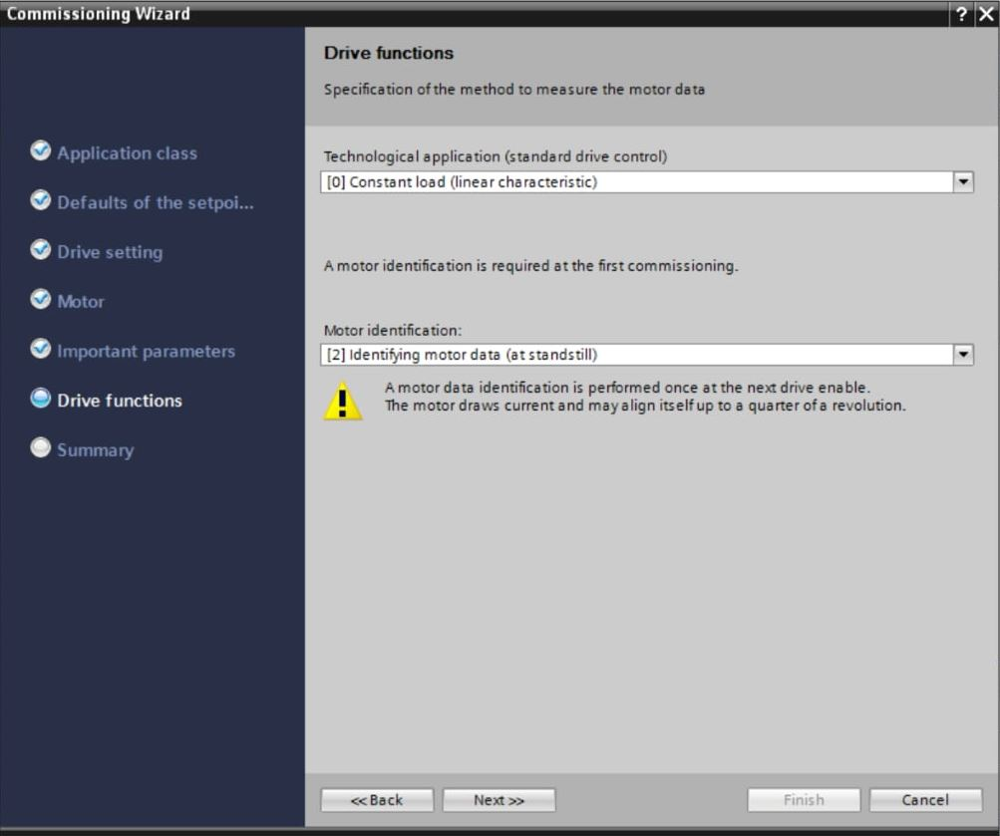 Commissioning Wizard
? X
Application class
Defaults of the setpoi...
Drive setting
Motor
Important parameters
Drive functions
Summary
Drive functions
Specification of the method to measure the motor data
Technological application (standard drive control)
[0] Constant load (linear characteristic)
A motor identification is required at the first commissioning.
Motor identification:
[2] Identifying motor data (at standstill)
A motor data identification is performed once at the next drive enable.
The motor draws current and may align itself up to a quarter of a revolution.
<< Back
Next >>
Finish
Cancel